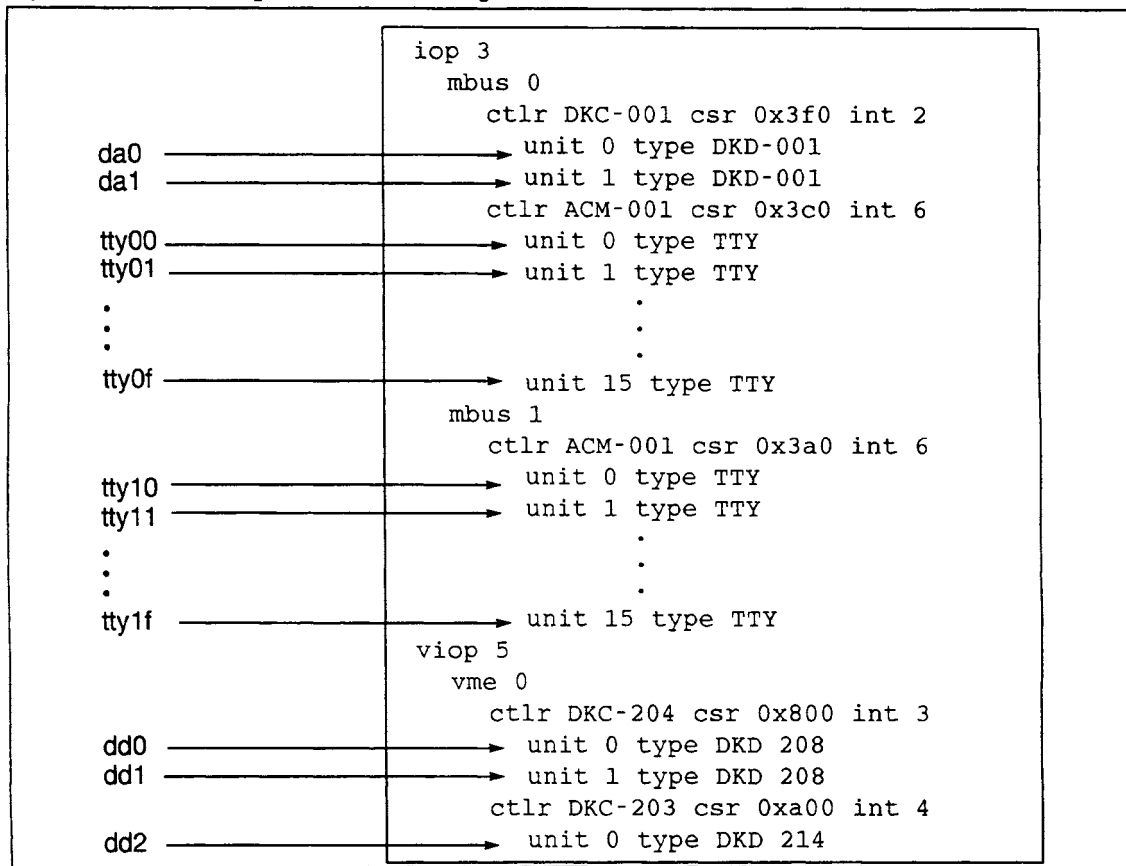 iop 3
mbus 0
ctlr DKC-001 csr 0x3f0 int 2
da0 unit 0 type DKD-001
da1 unit 1 type DKD-001
ctlr ACM-001 csr 0x3c0 int 6
tty00 unit 0 type TTY
tty01 unit 1 type TTY
tty0f unit 15 type TTY
mbus 1
ctlr ACM-001 csr 0x3a0 int 6
tty10 unit 0 type TTY
tty11 unit 1 type TTY
tty1f unit 15 type TTY
viop 5
vme 0
ctlr DKC-204 csr 0x800 int 3
dd0 unit 0 type DKD 208
dd1 unit 1 type DKD 208
ctlr DKC-203 csr 0xa00 int 4
dd2 unit 0 type DKD 214